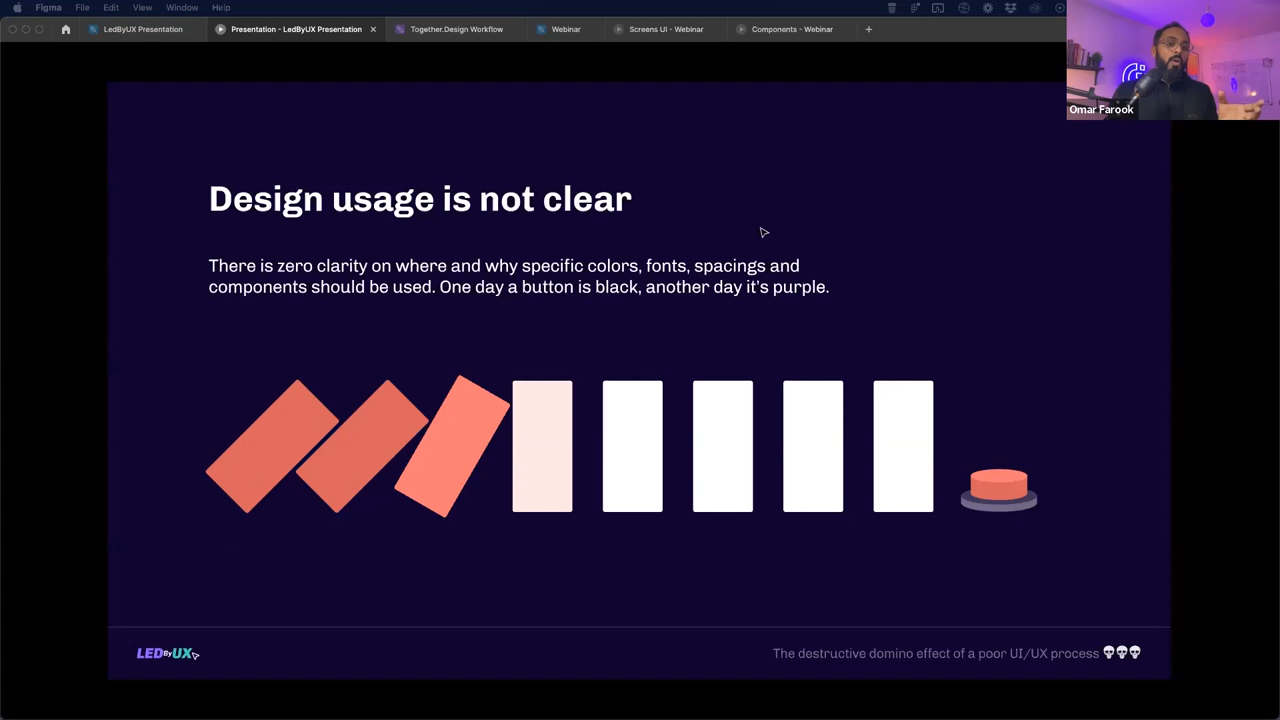 Figma File Edit View Window Help
LedByUX Presentation
Presentation - LedByUX Presentation
Together.Design Workflow
Webinar
Screens UI - Webinar
Components - Webinar
Omar Farook
Design usage is not clear
There is zero clarity on where and why specific colors, fonts, spacings and
components should be used. One day a button is black, another day it's purple.
LEDByUX
The destructive domino effect of a poor UI/UX process 💀💀💀